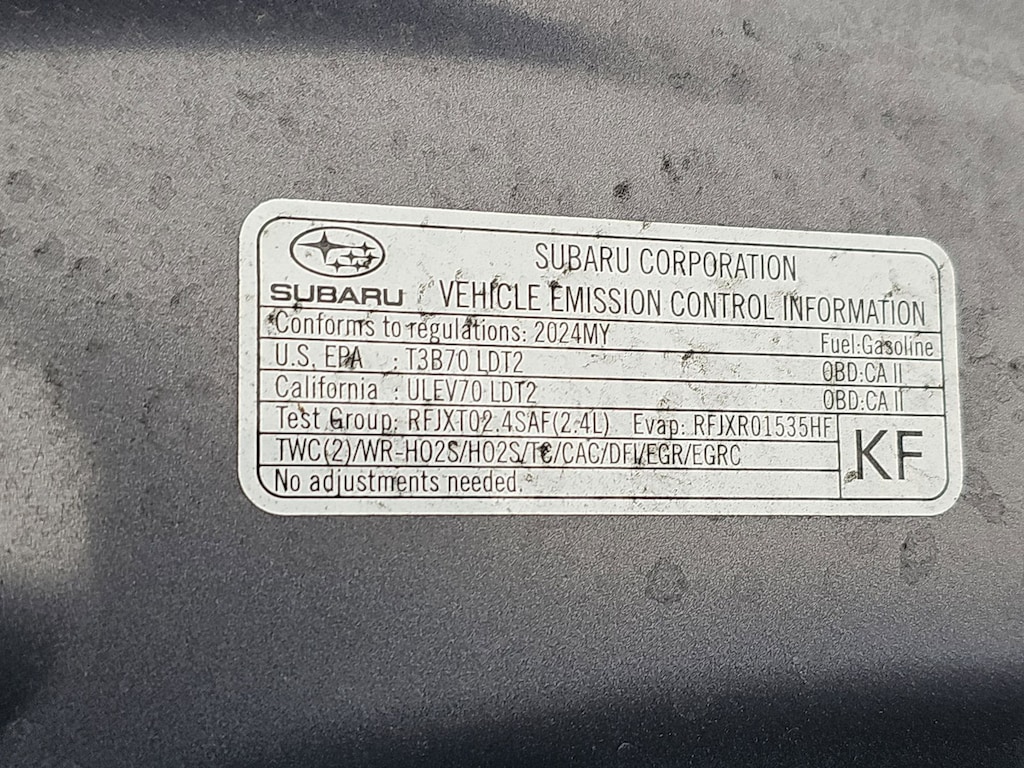 SUBARU CORPORATION
SUBARU VEHICLE EMISSION CONTROL INFORMATION
Conforms to regulations: 2024MY Fuel:Gasoline
U.S. EPA : T3B70 LDT2 OBD:CA II
California : ULEV70 LDT2 OBD:CA II
Test Group: RFJXT02.4SAF(2.4L) Evap: RFJXR01535HF
TWC(2)/WR-HO2S/HO2S/TC/CAC/DFI/EGR/EGRC
KF
No adjustments needed.